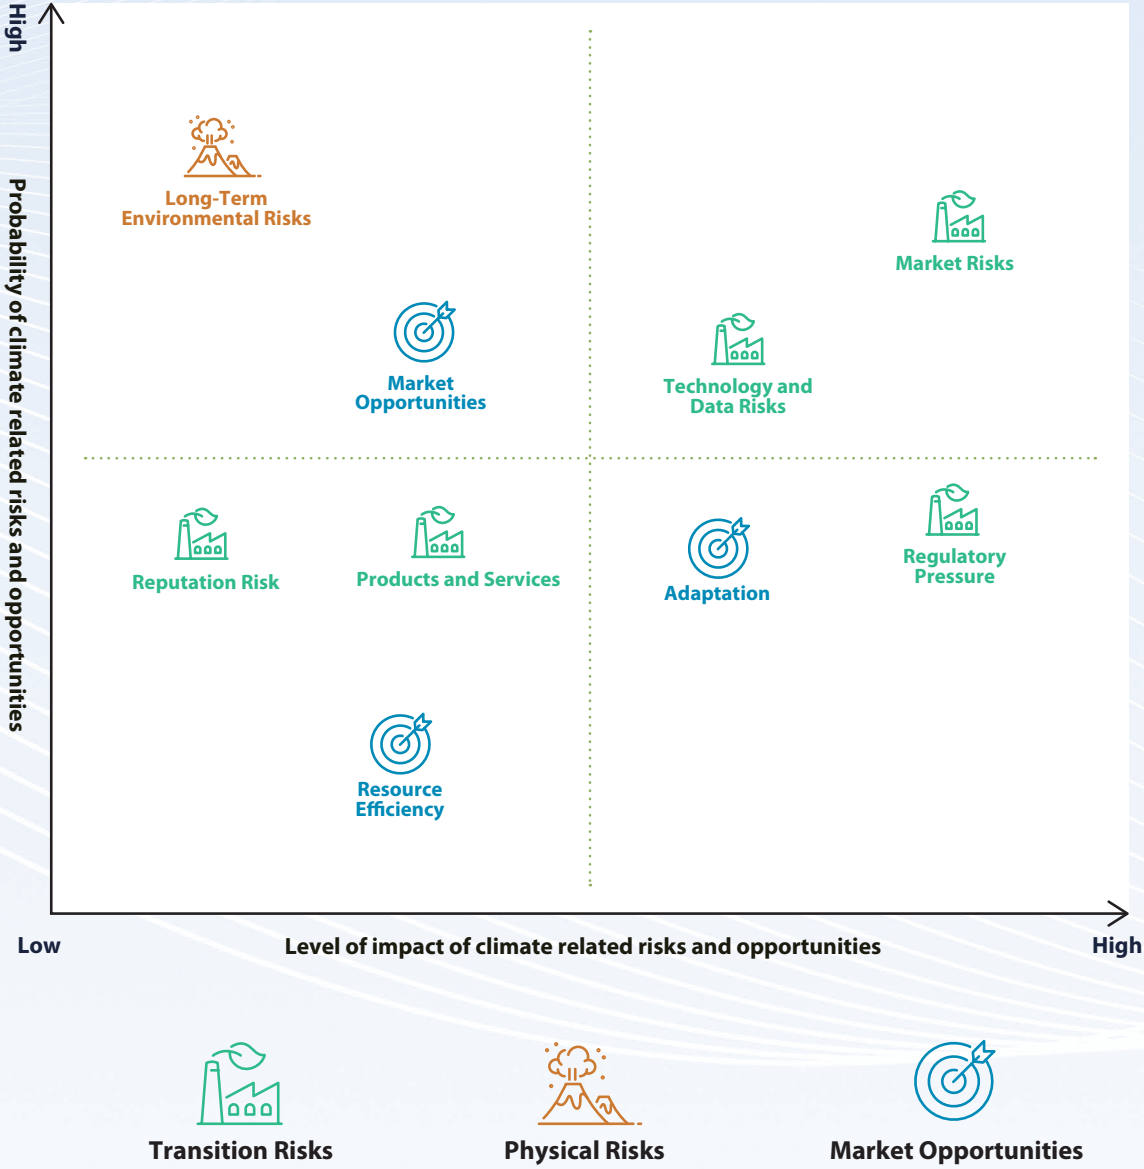 High
Probability of climate related risks and opportunities
Long-Term
Environmental Risks
Market Risks
Market
Opportunities
Technology and
Data Risks
Reputation Risk
Products and Services
Adaptation
Regulatory
Pressure
Resource
Efficiency
Low
Level of impact of climate related risks and opportunities
High
Transition Risks
Physical Risks
Market Opportunities